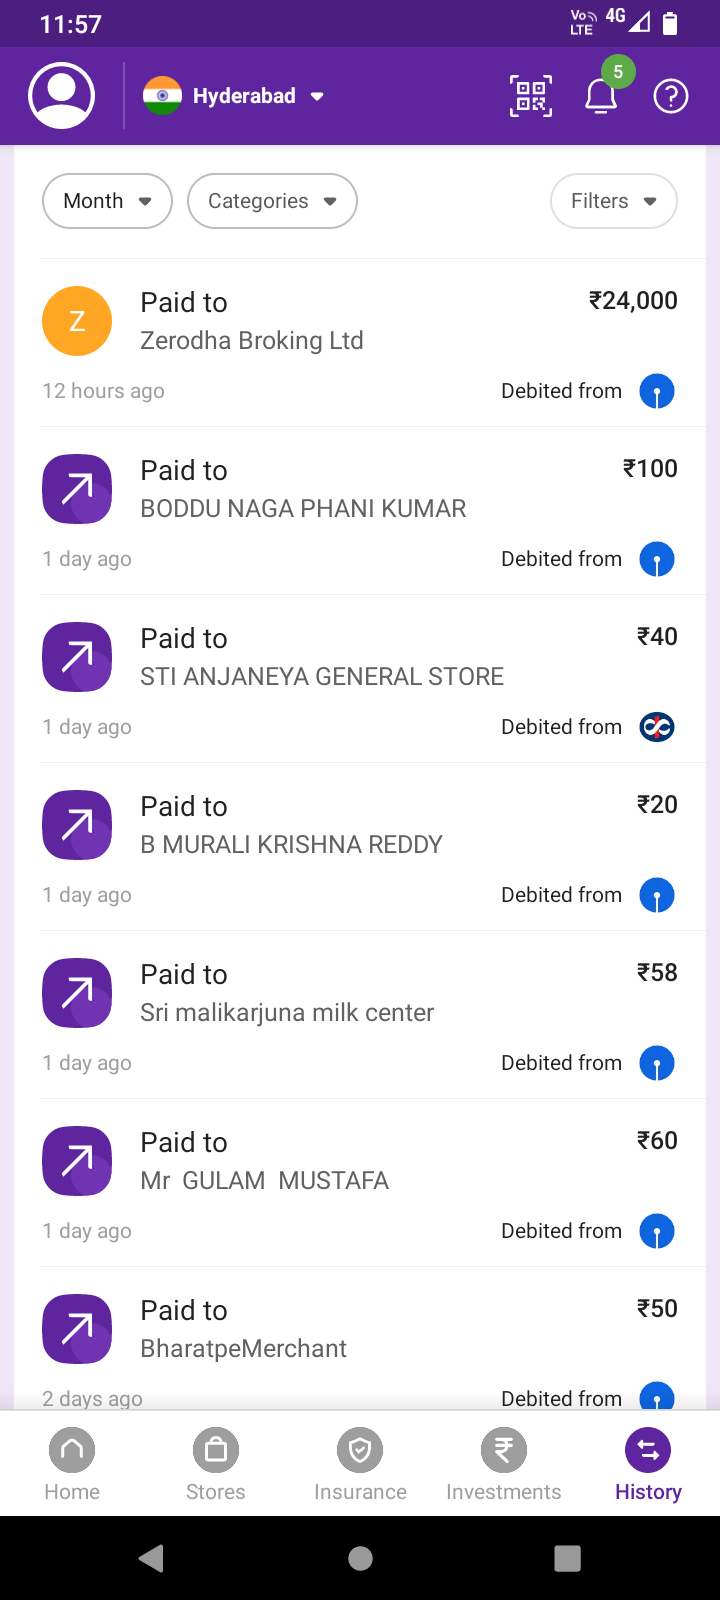 11:57
Vo LTE 4G
Hyderabad
5
?
Month Categories Filters
Z
Paid to ₹24,000
Zerodha Broking Ltd
12 hours ago Debited from
Paid to ₹100
BODDU NAGA PHANI KUMAR
1 day ago Debited from
Paid to ₹40
STI ANJANEYA GENERAL STORE
1 day ago Debited from
Paid to ₹20
B MURALI KRISHNA REDDY
1 day ago Debited from
Paid to ₹58
Sri malikarjuna milk center
1 day ago Debited from
Paid to ₹60
Mr GULAM MUSTAFA
1 day ago Debited from
Paid to ₹50
BharatpeMerchant
2 days ago Debited from
₹
Home Stores Insurance Investments History